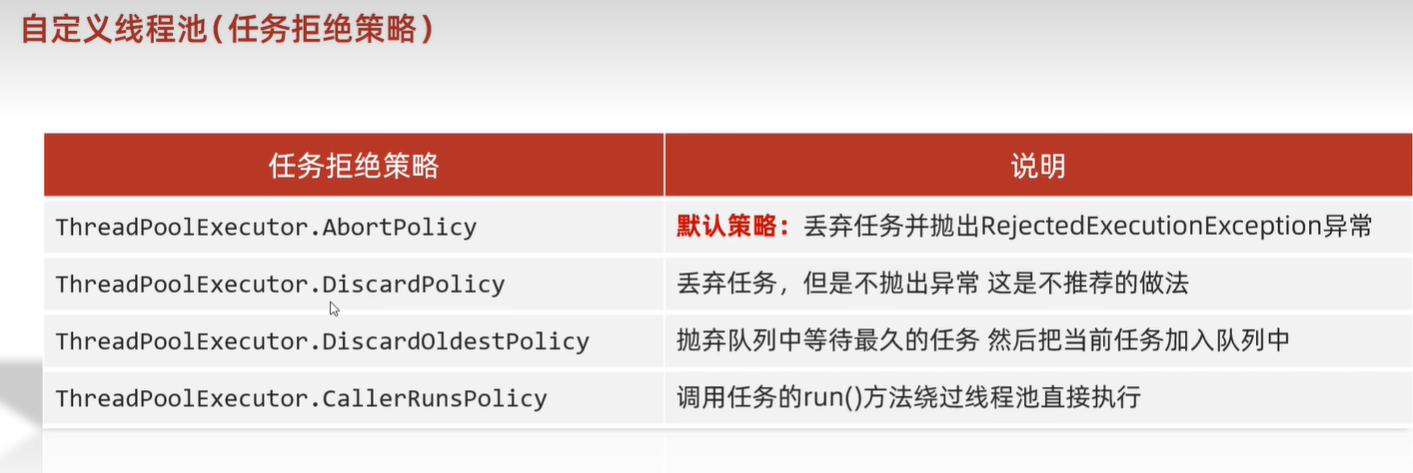 自定义线程池(任务拒绝策略)
任务拒绝策略 说明
ThreadPoolExecutor.AbortPolicy 默认策略：丢弃任务并抛出RejectedExecutionException异常
ThreadPoolExecutor.DiscardPolicy 丢弃任务，但是不抛出异常 这是不推荐的做法
ThreadPoolExecutor.DiscardOldestPolicy 抛弃队列中等待最久的任务 然后把当前任务加入队列中
ThreadPoolExecutor.CallerRunsPolicy 调用任务的run()方法绕过线程池直接执行